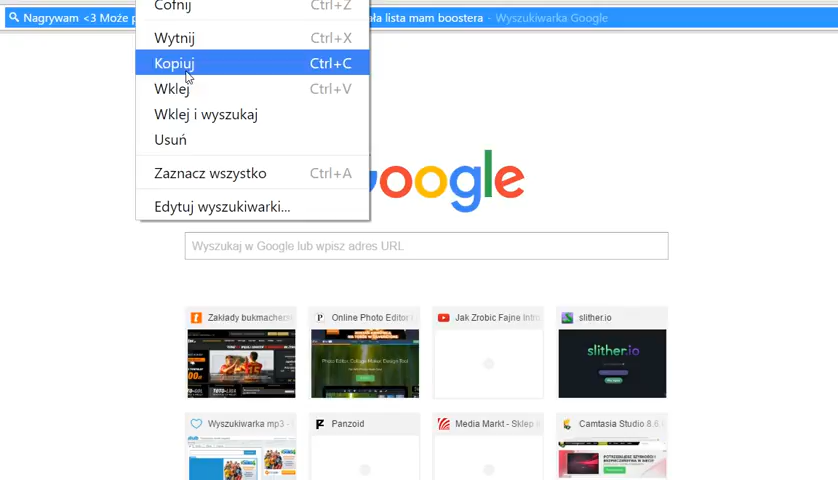 Cofnij Ctrl+Z
Nagrywam <3 Może p
ła lista mam boostera - Wyszukiwarka Google
Wytnij Ctrl+X
Kopiuj Ctrl+C
Wklej Ctrl+V
Wklej i wyszukaj
Usuń
Zaznacz wszystko Ctrl+A
Edytuj wyszukiwarki...
Google
Wyszukaj w Google lub wpisz adres URL
Zakłady bukmacher
Online Photo Editor
Jak Zrobic Fajne Intro
slither.io
slither.io
Wyszukiwarka mp3 -
Panzoid
Media Markt - Sklep
Camtasia Studio 8.6